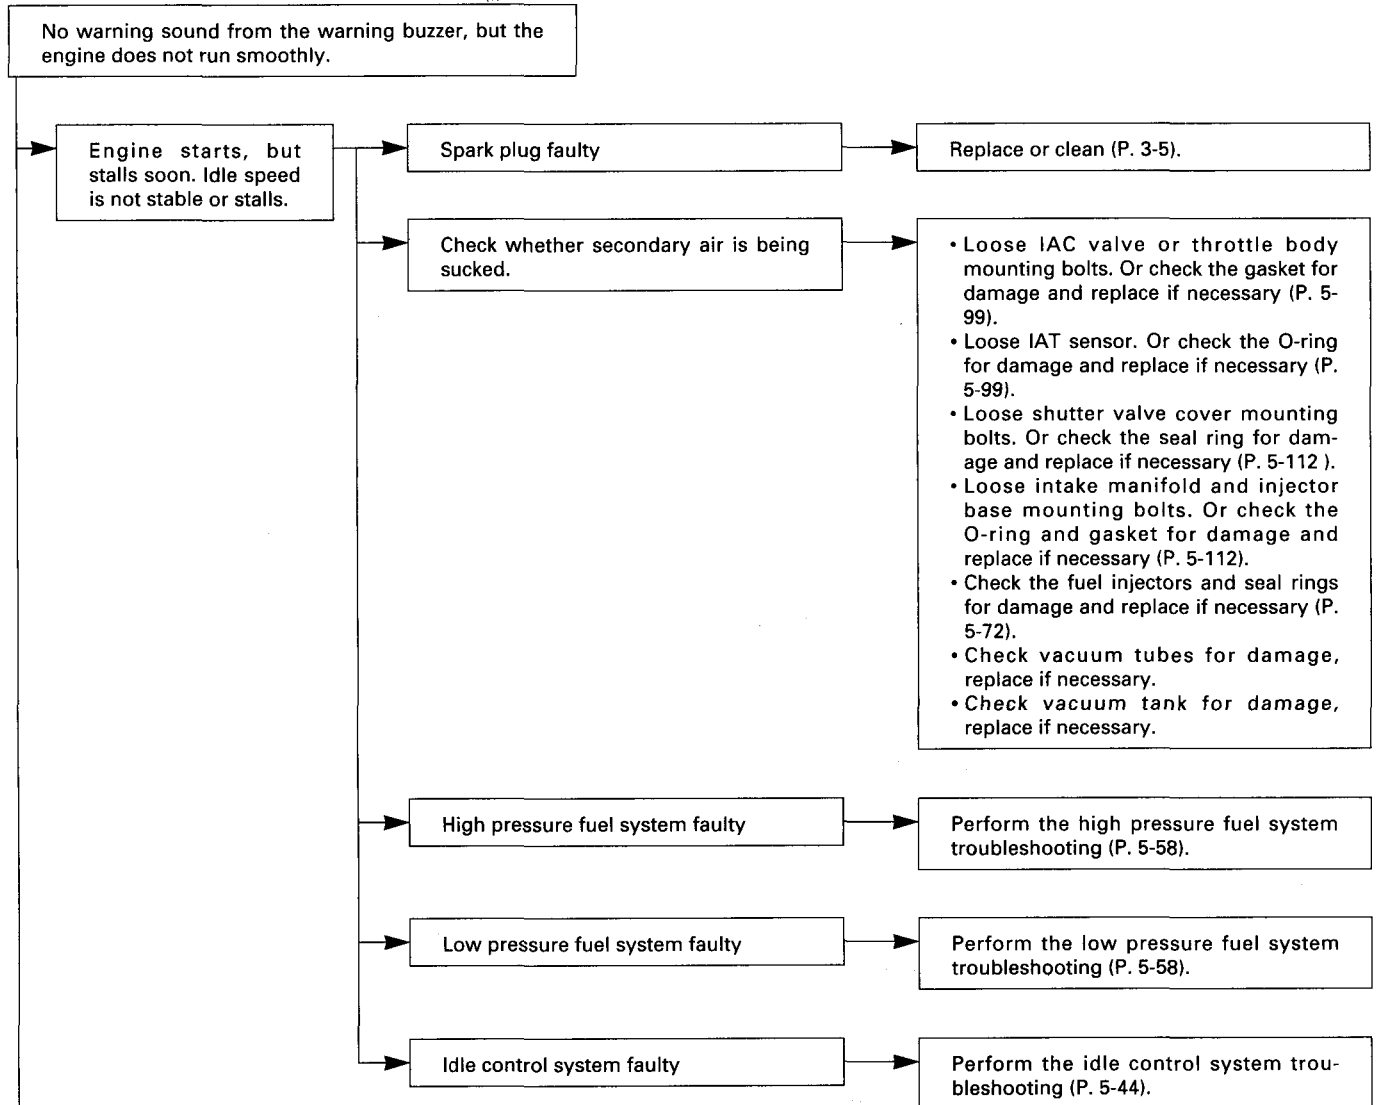 No warning sound from the warning buzzer, but the
engine does not run smoothly.
Engine starts, but
stalls soon. Idle speed
is not stable or stalls.
Spark plug faulty
Replace or clean (P. 3-5).
Check whether secondary air is being
sucked.
• Loose IAC valve or throttle body
mounting bolts. Or check the gasket for
damage and replace if necessary (P. 5-
99).
• Loose IAT sensor. Or check the O-ring
for damage and replace if necessary (P.
5-99).
• Loose shutter valve cover mounting
bolts. Or check the seal ring for dam-
age and replace if necessary (P. 5-112 ).
• Loose intake manifold and injector
base mounting bolts. Or check the
O-ring and gasket for damage and
replace if necessary (P. 5-112).
• Check the fuel injectors and seal rings
for damage and replace if necessary (P.
5-72).
• Check vacuum tubes for damage,
replace if necessary.
• Check vacuum tank for damage,
replace if necessary.
High pressure fuel system faulty
Perform the high pressure fuel system
troubleshooting (P. 5-58).
Low pressure fuel system faulty
Perform the low pressure fuel system
troubleshooting (P. 5-58).
Idle control system faulty
Perform the idle control system trou-
bleshooting (P. 5-44).